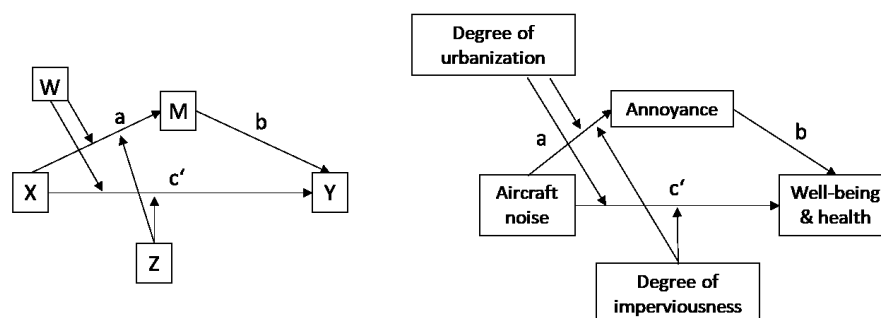 W
a
M
b
X
c‘
Y
Z
Degree of
urbanization
Annoyance
a
b
Aircraft
noise
c‘
Well-being
& health
Degree of
imperviousness